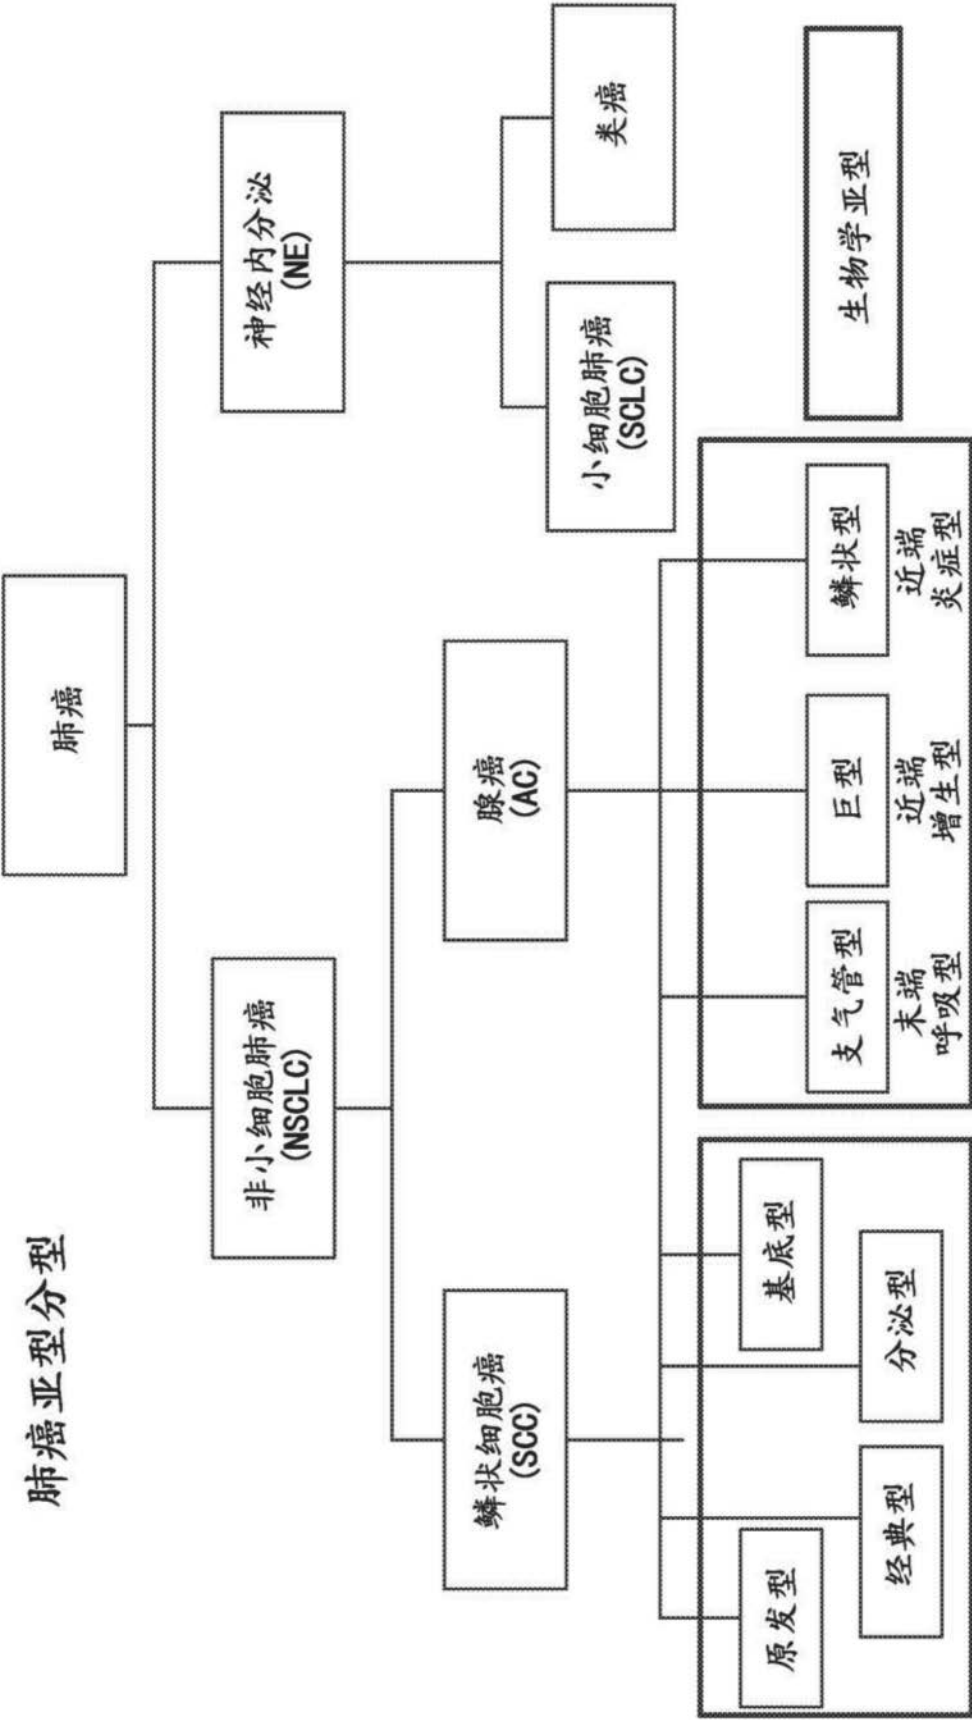 肺癌亚型分型
肺癌
非小细胞肺癌
(NSCLC)
神经内分泌
(NE)
鳞状细胞癌
(SCC)
腺癌
(AC)
小细胞肺癌
(SCLC)
类癌
原发型
经典型
分泌型
基底型
支气管型
末端
呼吸型
巨型
近端
增生型
鳞状型
近端
炎症型
生物学亚型